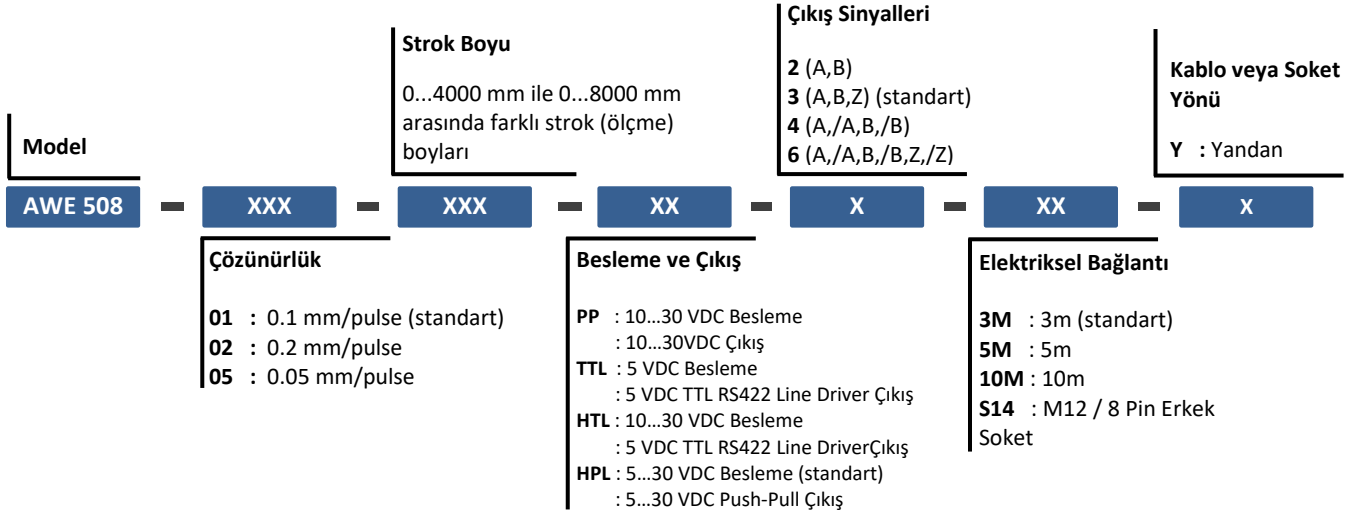 Model
Strok Boyu
0...4000 mm ile 0...8000 mm
arasında farklı strok (ölçme)
boyları
Çıkış Sinyalleri
2 (A,B)
3 (A,B,Z) (standart)
4 (A,/A,B,/B)
6 (A,/A,B,/B,Z,/Z)
Kablo veya Soket
Yönü
Y : Yandan
AWE 508 - XXX - XXX - XX - X - XX - X
Çözünürlük
01 : 0.1 mm/pulse (standart)
02 : 0.2 mm/pulse
05 : 0.05 mm/pulse
Besleme ve Çıkış
PP : 10...30 VDC Besleme
: 10...30VDC Çıkış
TTL : 5 VDC Besleme
: 5 VDC TTL RS422 Line Driver Çıkış
HTL : 10...30 VDC Besleme
: 5 VDC TTL RS422 Line DriverÇıkış
HPL : 5...30 VDC Besleme (standart)
: 5...30 VDC Push-Pull Çıkış
Elektriksel Bağlantı
3M : 3m (standart)
5M : 5m
10M : 10m
S14 : M12 / 8 Pin Erkek
Soket